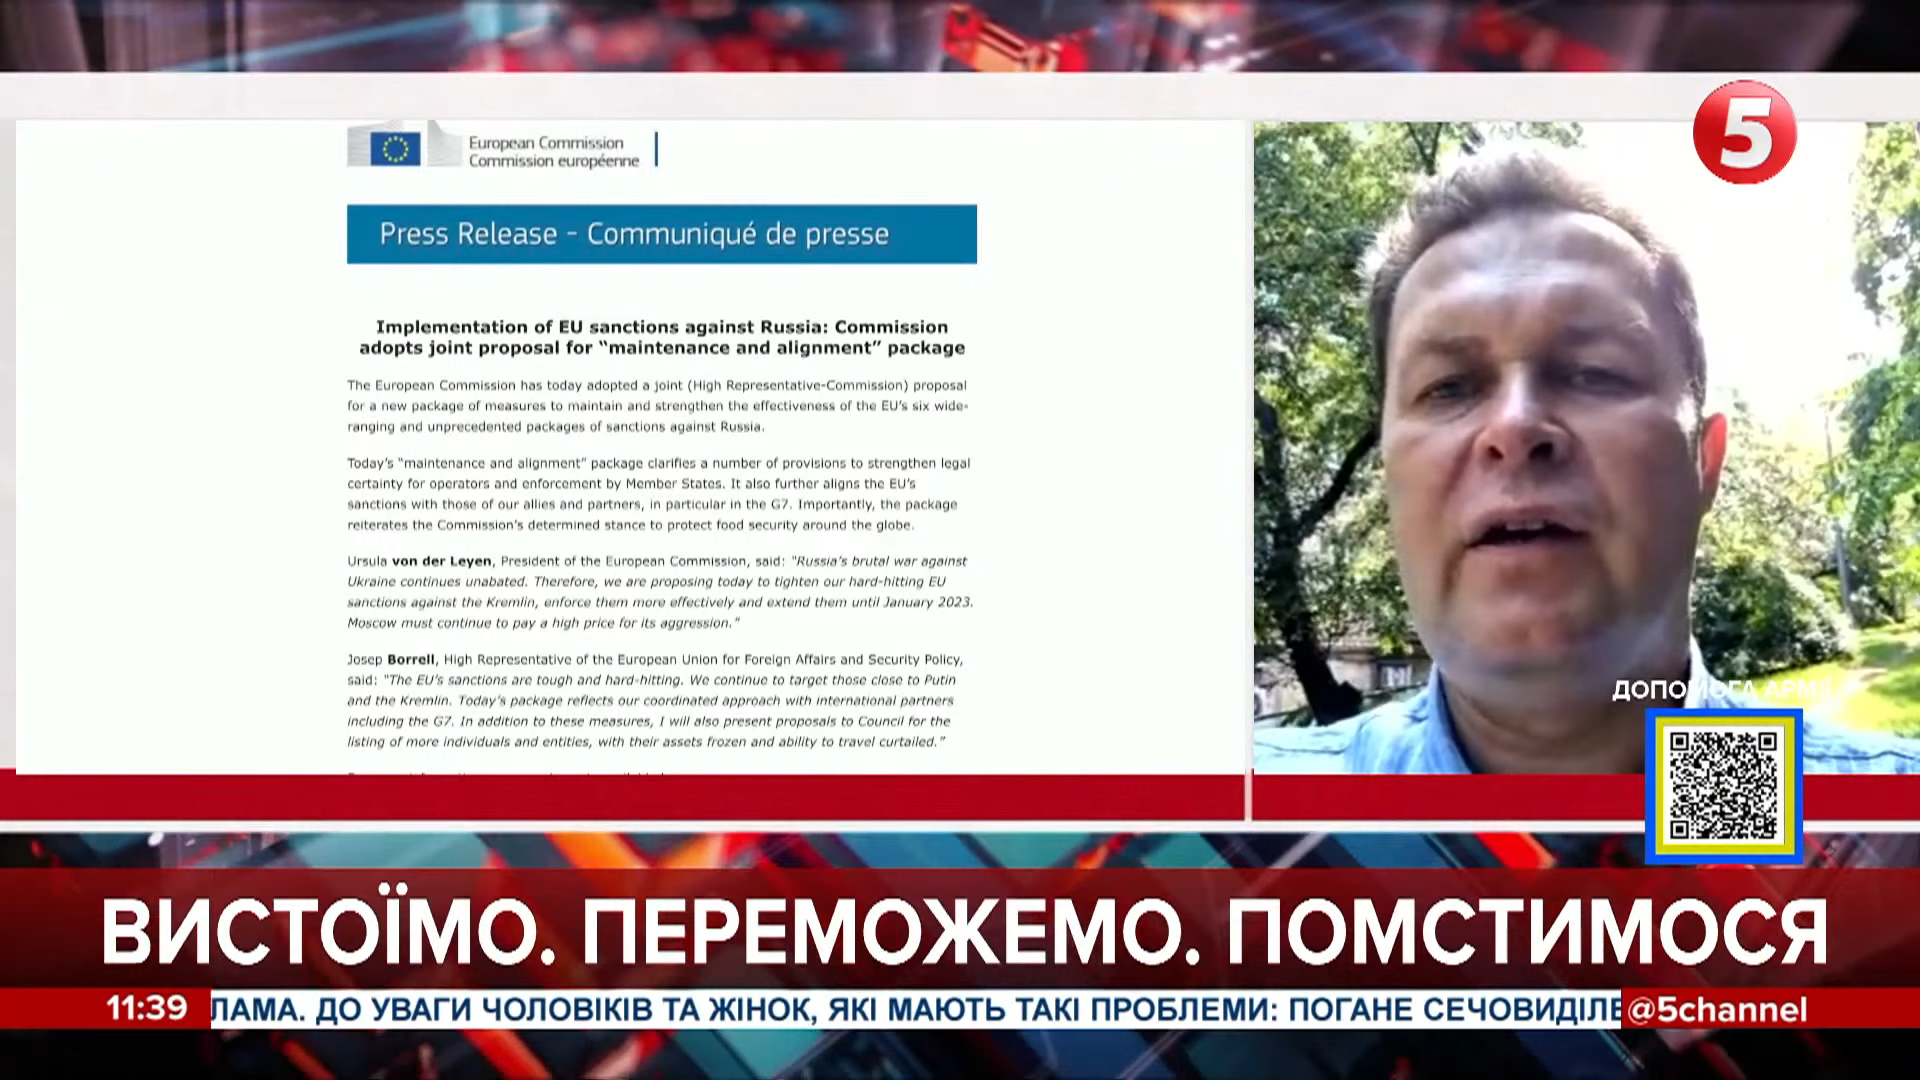 5
European Commission
Commission européenne
Press Release - Communiqué de presse
Implementation of EU sanctions against Russia: Commission
adopts joint proposal for “maintenance and alignment” package
The European Commission has today adopted a joint (High Representative-Commission) proposal
for a new package of measures to maintain and strengthen the effectiveness of the EU’s six wide-
ranging and unprecedented packages of sanctions against Russia.
Today’s “maintenance and alignment” package clarifies a number of provisions to strengthen legal
certainty for operators and enforcement by Member States. It also further aligns the EU’s
sanctions with those of our allies and partners, in particular in the G7. Importantly, the package
reiterates the Commission’s determined stance to protect food security around the globe.
Ursula von der Leyen, President of the European Commission, said: “Russia’s brutal war against
Ukraine continues unabated. Therefore, we are proposing today to tighten our hard-hitting EU
sanctions against the Kremlin, enforce them more effectively and extend them until January 2023.
Moscow must continue to pay a high price for its aggression.”
Josep Borrell, High Representative of the European Union for Foreign Affairs and Security Policy,
said: “The EU’s sanctions are tough and hard-hitting. We continue to target those close to Putin
and the Kremlin. Today’s package reflects our coordinated approach with international partners
including the G7. In addition to these measures, I will also present proposals to Council for the
listing of more individuals and entities, with their assets frozen and ability to travel curtailed.”
ДОПОМОГА АРМІЇ
ВИСТОЇМО. ПЕРЕМОЖЕМО. ПОМСТИМОСЯ
11:39 ЛАМА. ДО УВАГИ ЧОЛОВІКІВ ТА ЖІНОК, ЯКІ МАЮТЬ ТАКІ ПРОБЛЕМИ: ПОГАНЕ СЕЧОВИДІЛЕ @5channel